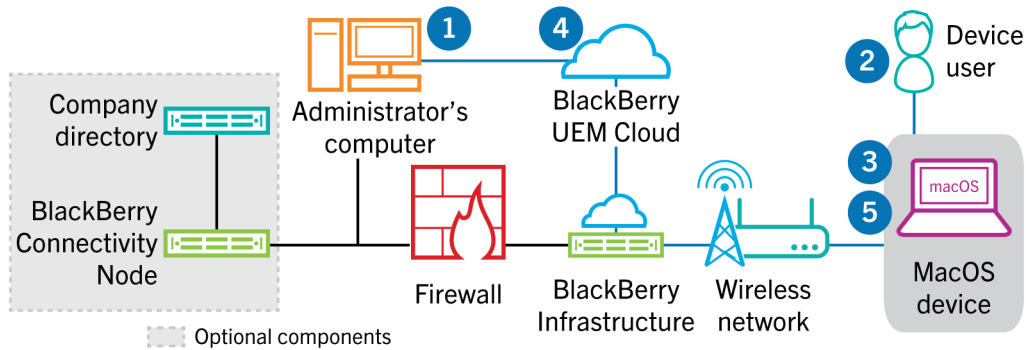 1
4
2
Device
user
Company
directory
Administrator's
computer
BlackBerry
UEM Cloud
3
macOS
5
BlackBerry
Connectivity
Node
Firewall
BlackBerry
Infrastructure
Wireless
network
MacOS
device
Optional components